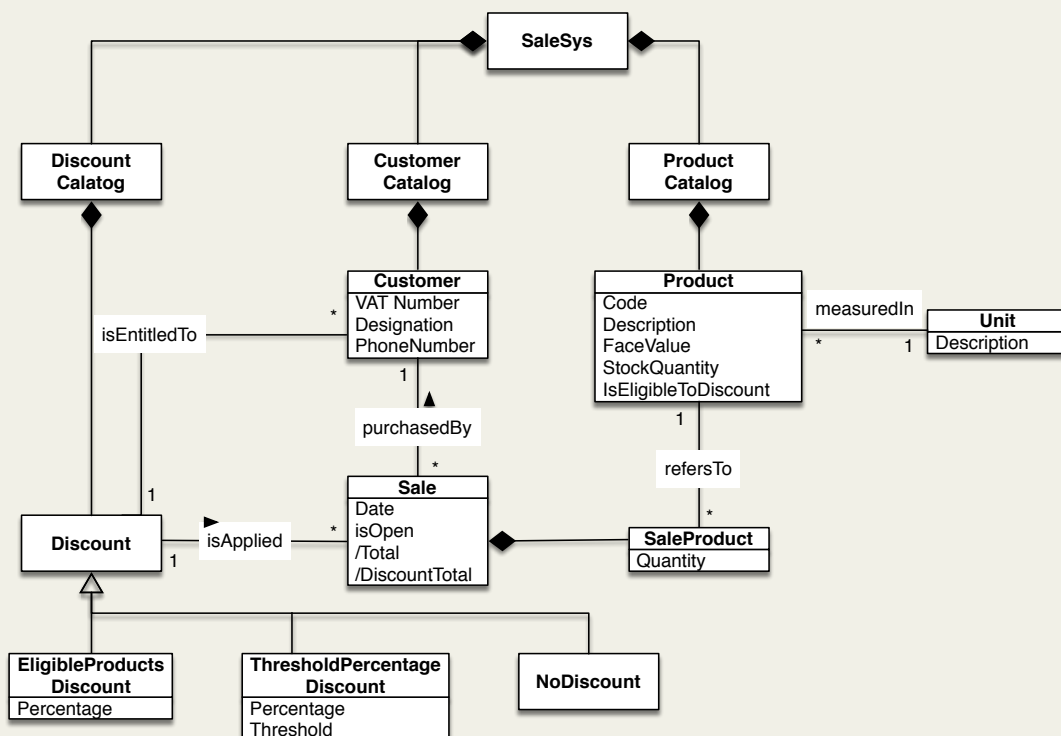 SaleSys
Discount
Calatog
Customer
Catalog
Product
Catalog
Customer
VAT Number
Designation
PhoneNumber
Product
Code
Description
FaceValue
StockQuantity
IsEligibleToDiscount
measuredIn
*
1
Unit
Description
isEntitledTo
*
1
1
purchasedBy
*
1
refersTo
*
Sale
Date
isOpen
/Total
/DiscountTotal
Discount
1
isApplied
*
SaleProduct
Quantity
EligibleProducts
Discount
Percentage
ThresholdPercentage
Discount
Percentage
Threshold
NoDiscount